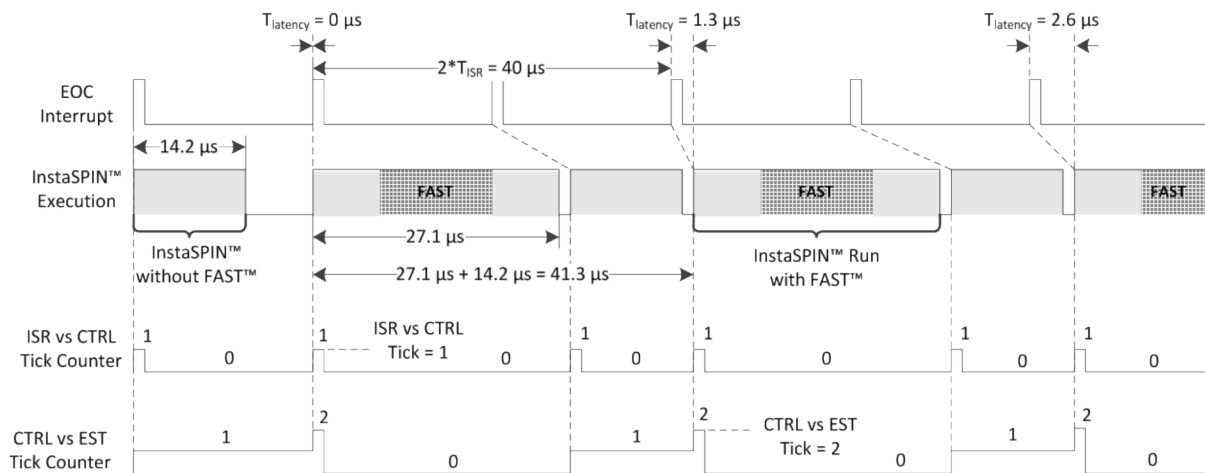 Tlatency = 0 µs
Tlatency = 1.3 µs
Tlatency = 2.6 µs
2*TISR = 40 µs
EOC
Interrupt
14.2 µs
InstaSPIN™
Execution
FAST
FAST
FAST
InstaSPIN™
without FAST™
27.1 µs
InstaSPIN™ Run
with FAST™
27.1 µs + 14.2 µs = 41.3 µs
ISR vs CTRL
Tick Counter
1
0
1
ISR vs CTRL
Tick = 1
0
1
0
1
0
1
0
1
0
CTRL vs EST
Tick Counter
1
2
0
1
2
CTRL vs EST
Tick = 2
0
1
2
0